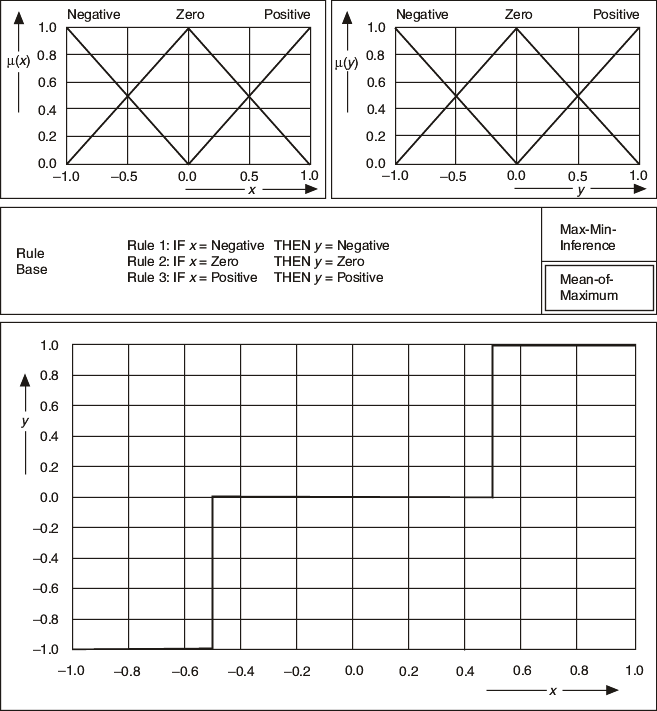 Negative Zero Positive
1.0
0.8
μ(x)
0.6
0.4
0.2
0.0
−1.0 −0.5 0.0 0.5 1.0
x
Negative Zero Positive
1.0
0.8
μ(y)
0.6
0.4
0.2
0.0
−1.0 −0.5 0.0 0.5 1.0
y
Rule
Base
Rule 1: IF x = Negative THEN y = Negative
Rule 2: IF x = Zero THEN y = Zero
Rule 3: IF x = Positive THEN y = Positive
Max-Min-
Inference
Mean-of-
Maximum
1.0
0.8
0.6
y
0.4
0.2
0.0
−0.2
−0.4
−0.6
−0.8
−1.0
−1.0 −0.8 −0.6 −0.4 −0.2 0.0 0.2 0.4 0.6 0.8 1.0
x